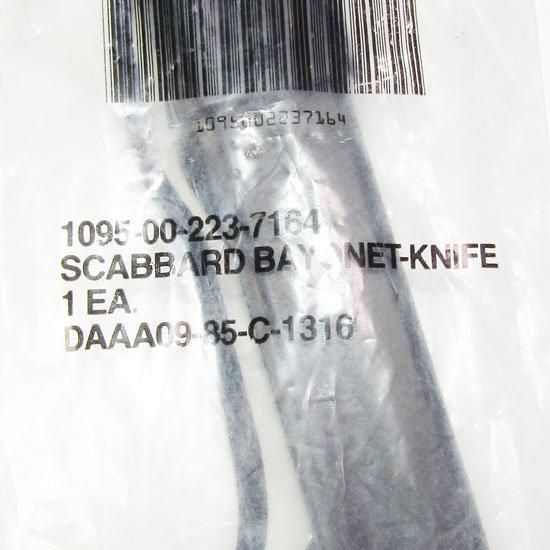 1095002237164
1095-00-223-7164
SCABBARD BAYONET-KNIFE
1 EA.
DAAA09-85-C-1316